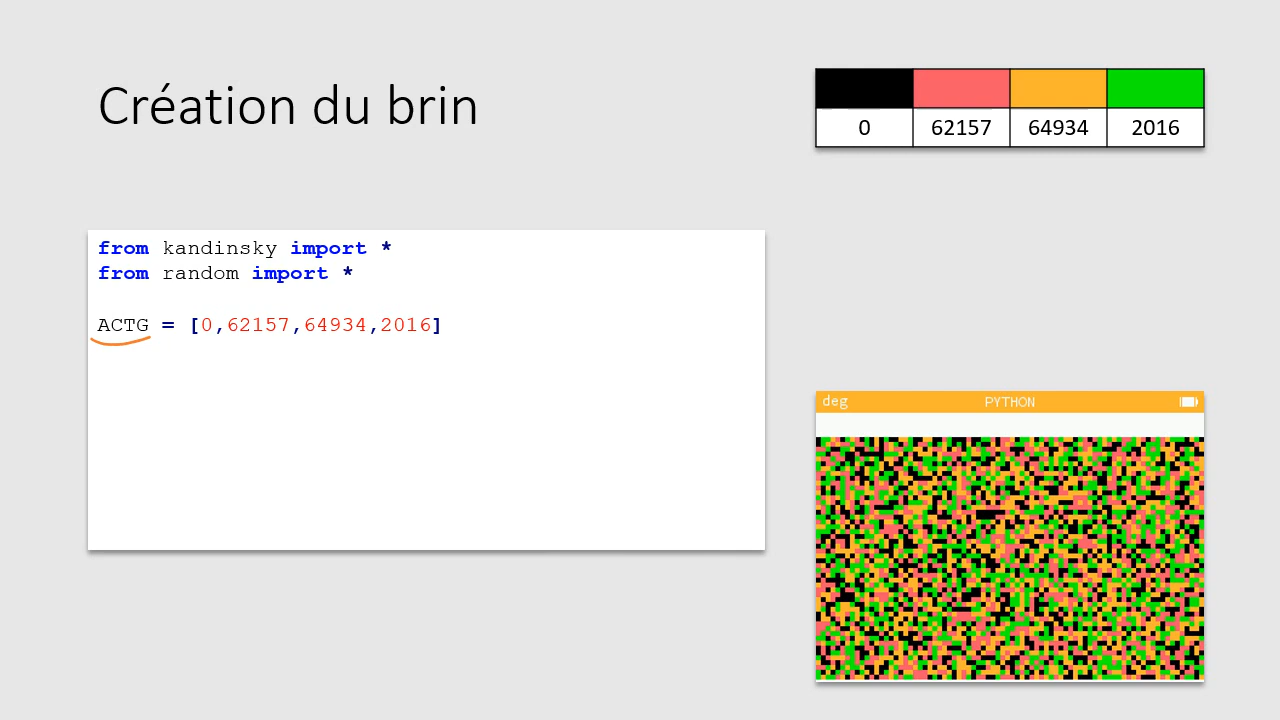 Création du brin
0 62157 64934 2016
from kandinsky import *
from random import *
ACTG = [0,62157,64934,2016]
deg PYTHON